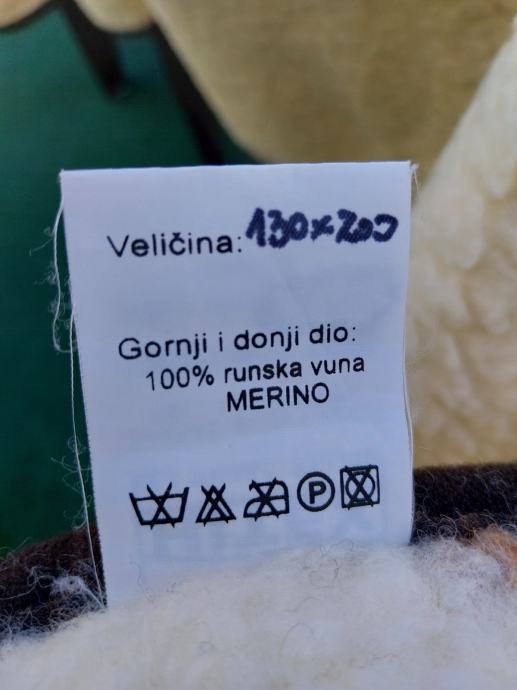 Veličina: 130x200
Gornji i donji dio:
100% runska vuna
MERINO
P